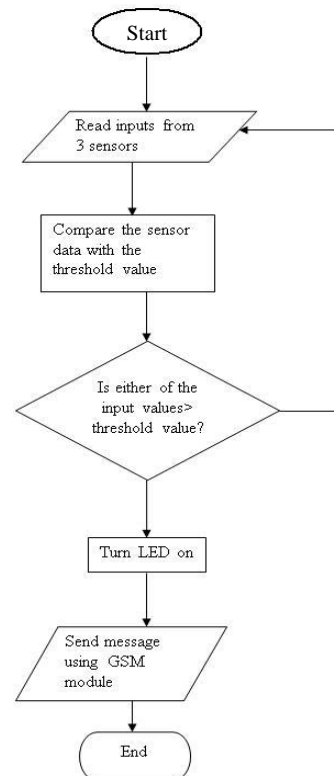 Start
Read inputs from
3 sensors
Compare the sensor
data with the
threshold value
Is either of the
input values>
threshold value?
Turn LED on
Send message
using GSM
module
End